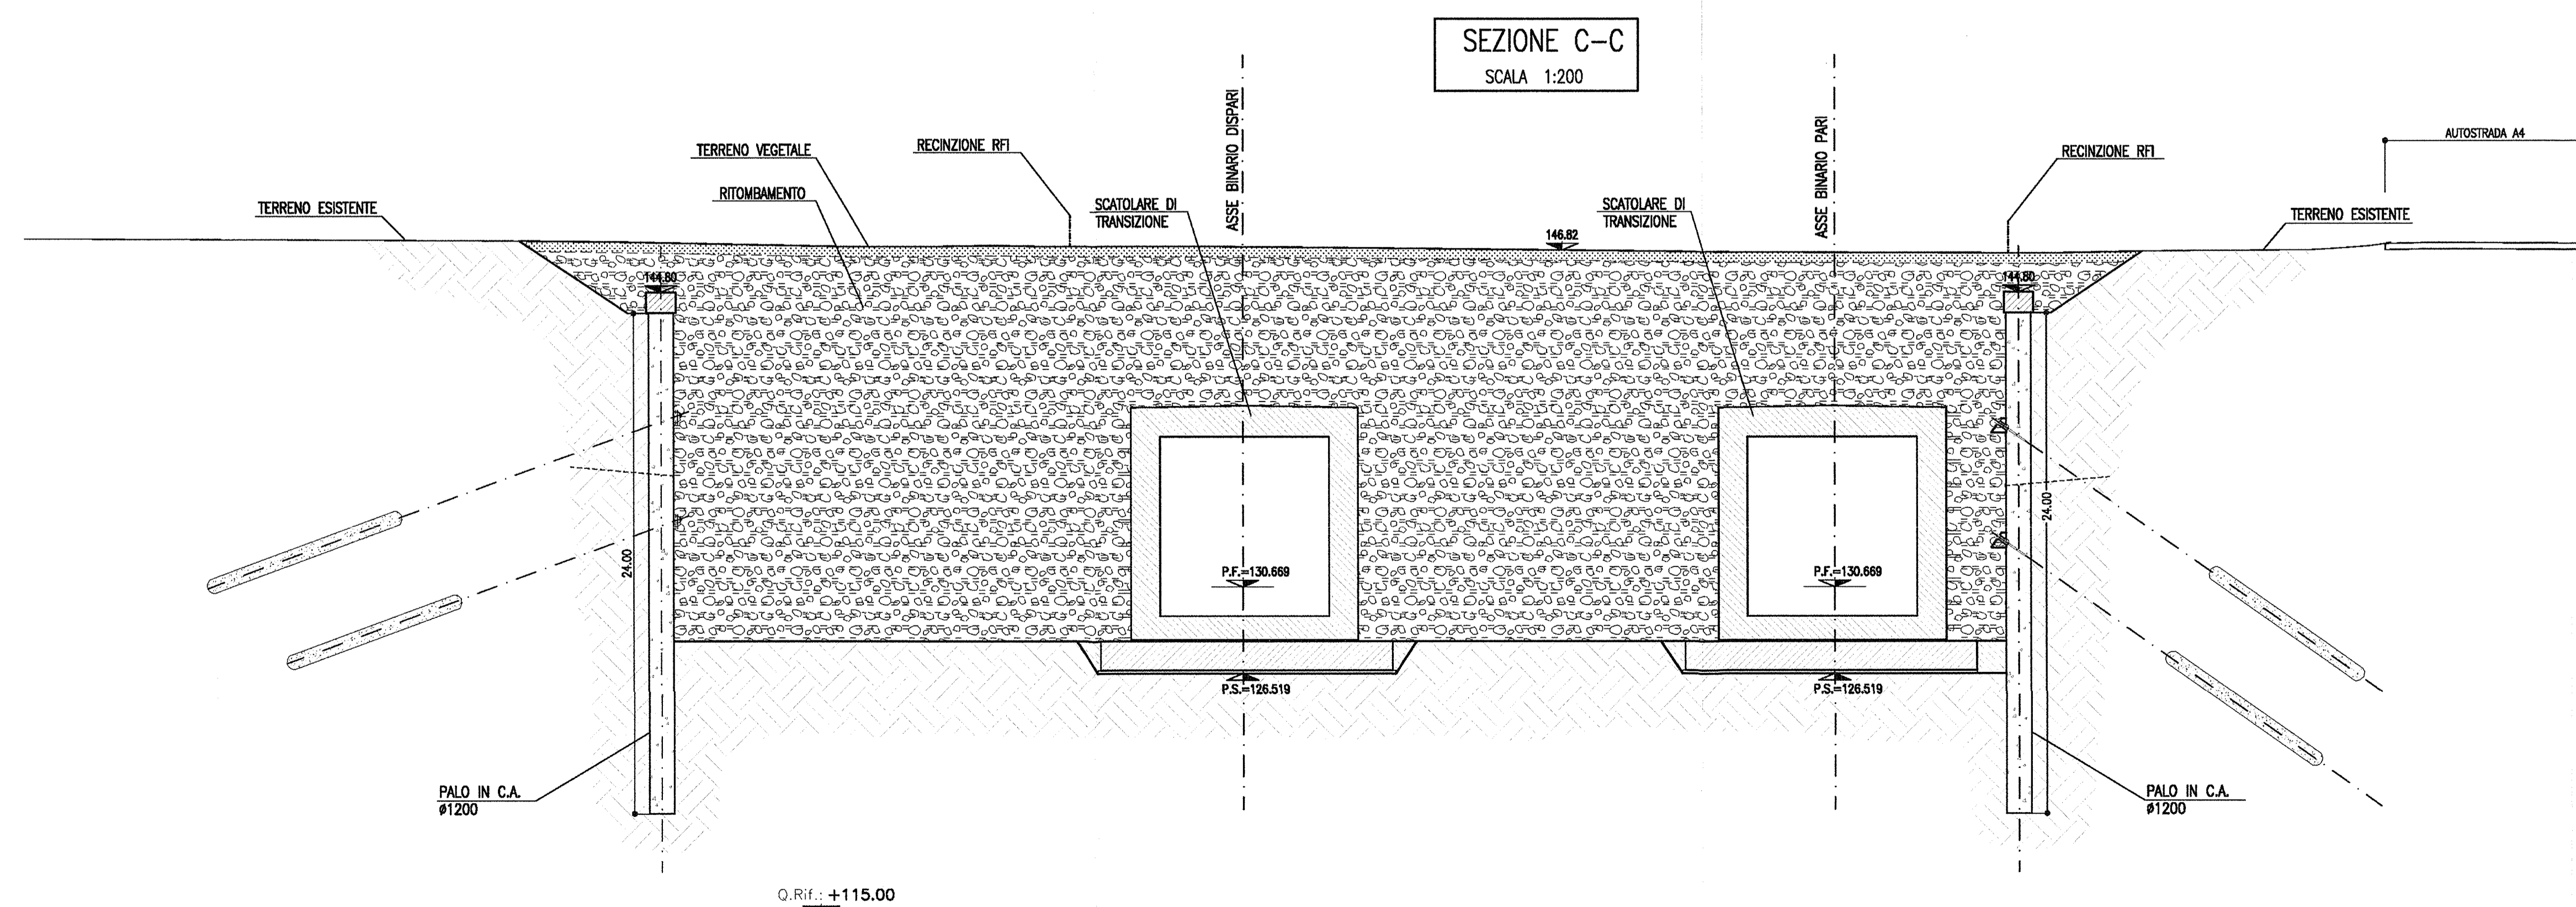 SEZIONE C-C
SCALA 1:200
ASSE BINARIO DISPARI
ASSE BINARIO PARI
AUTOSTRADA A4
TERRENO VEGETALE
RECINZIONE RFI
RECINZIONE RFI
RITOMBAMENTO
TERRENO ESISTENTE
SCATOLARE DI
TRANSIZIONE
SCATOLARE DI
TRANSIZIONE
TERRENO ESISTENTE
146.82
144.80
144.80
24.00
24.00
P.F.=130.669
P.F.=130.669
P.S.=126.519
P.S.=126.519
PALO IN C.A.
ø1200
PALO IN C.A.
ø1200
Q.Rif.: +115.00